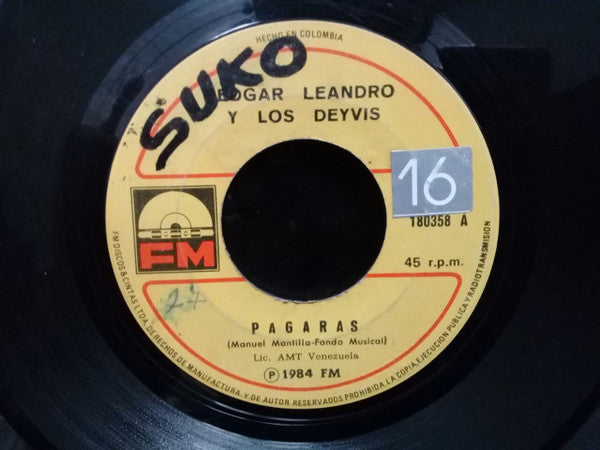 HECHO EN COLOMBIA
SUKO
EDGAR LEANDRO
Y LOS DEYVIS
16
180358 A
FM
45 r.p.m.
27
PAGARAS
(Manuel Mantilla-Fondo Musical)
Lic. AMT Venezuela
Ⓟ 1984 FM
FM DISCOS & CINTAS LTDA. DERECHOS DE MANUFACTURA Y DE AUTOR RESERVADOS. PROHIBIDA LA COPIA, EJECUCION PUBLICA Y RADIOTRANSMISION